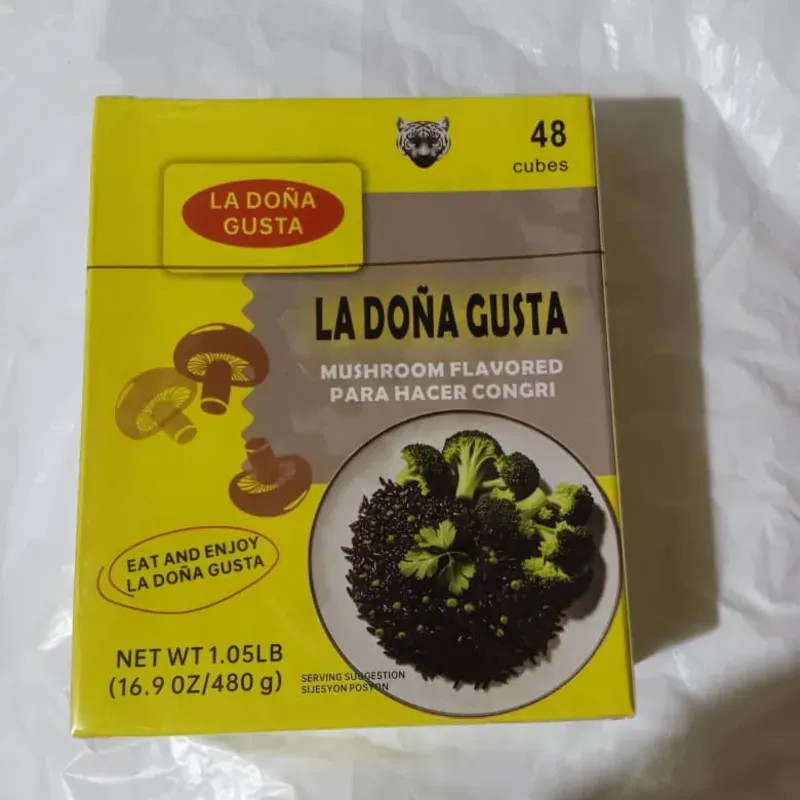 48
cubes
LA DOÑA
GUSTA
LA DOÑA GUSTA
MUSHROOM FLAVORED
PARA HACER CONGRI
EAT AND ENJOY
LA DOÑA GUSTA
NET WT 1.05LB
(16.9 OZ/480 g)
SERVING SUGGESTION
SIJESYON POSYON